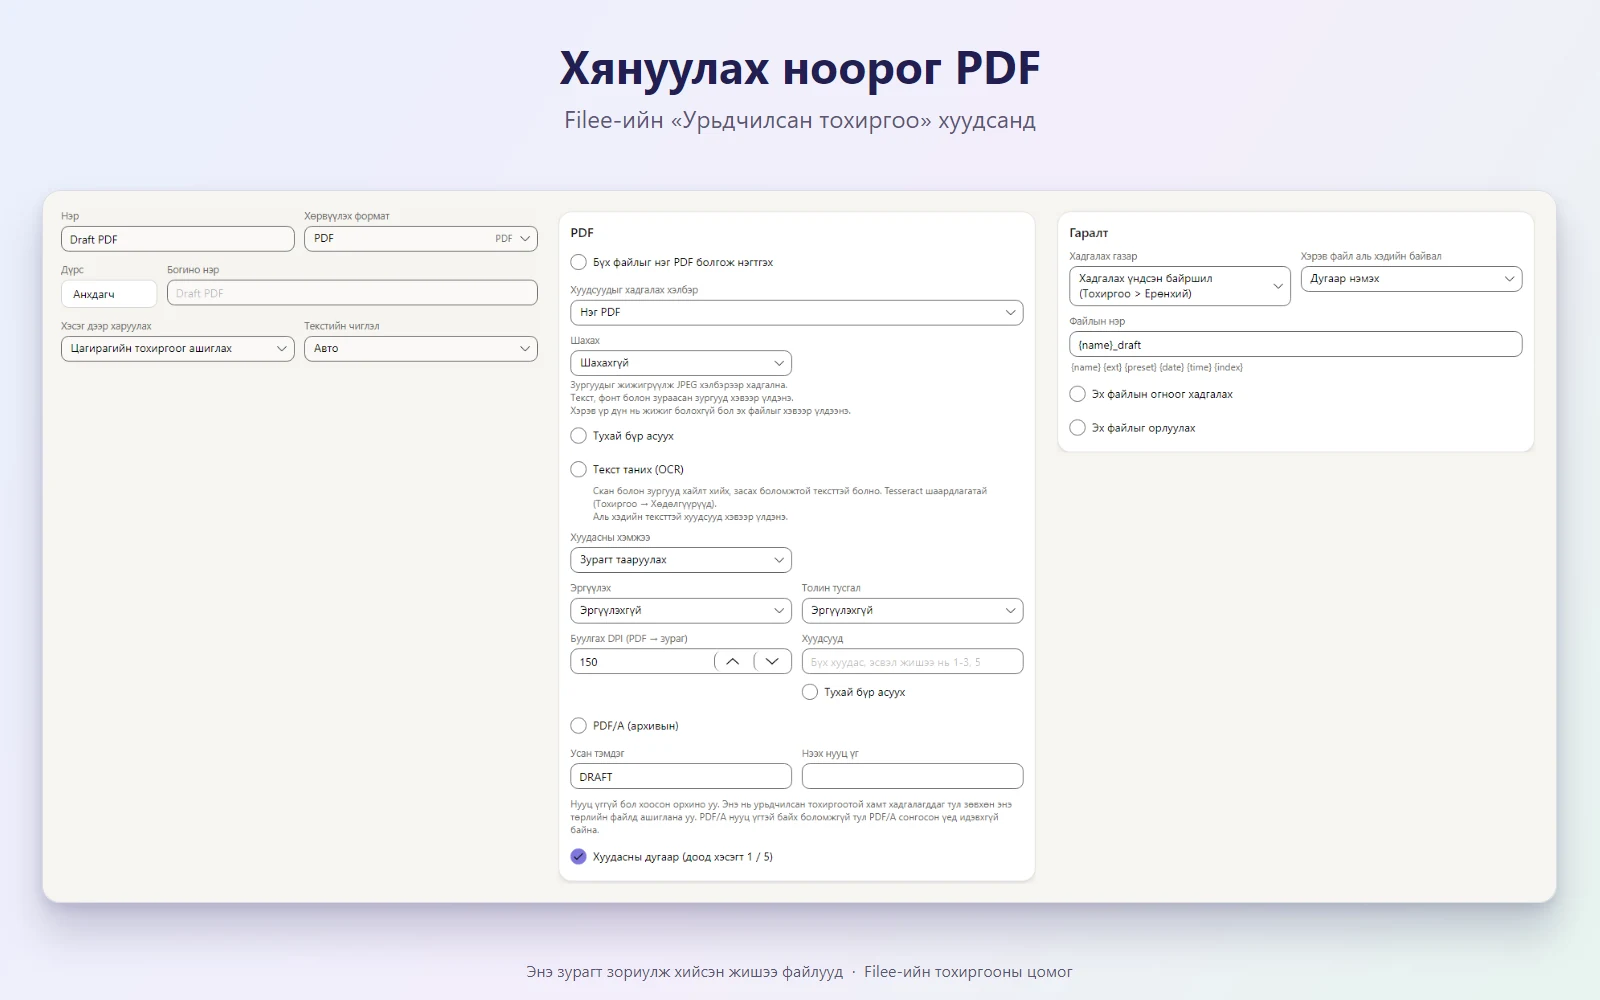 Хянуулах ноорог PDF
Filee-ийн «Урьдчилсан тохиргоо» хуудсанд
Нэр
Draft PDF
Хөрвүүлэх формат
PDF PDF
Дүрс
Анхдагч
Богино нэр
Draft PDF
Хэсэг дээр харуулах
Цагирагийн тохиргоог ашиглах
Текстийн чиглэл
Авто
PDF
Бүх файлыг нэг PDF болгож нэгтгэх
Хуудсуудыг хадгалах хэлбэр
Нэг PDF
Шахах
Шахахгүй
Зургуудыг жижигрүүлж JPEG хэлбэрээр хадгална.
Текст, фонт болон зураасан зургууд хэвээр үлдэнэ.
Хэрэв үр дүн нь жижиг болохгүй бол эх файлыг хэвээр үлдээнэ.
Тухай бүр асуух
Текст таних (OCR)
Скан болон зургууд хайлт хийх, засах боломжтой тексттэй болно. Tesseract шаардлагатай
(Тохиргоо → Хөдөлгүүрүүд).
Аль хэдийн тексттэй хуудсууд хэвээр үлдэнэ.
Хуудасны хэмжээ
Зурагт тааруулах
Эргүүлэх
Эргүүлэхгүй
Толин тусгал
Эргүүлэхгүй
Буулгах DPI (PDF → зураг)
150
Хуудсууд
Бүх хуудас, эсвэл жишээ нь 1-3, 5
Тухай бүр асуух
PDF/A (архивын)
Усан тэмдэг
DRAFT
Нээх нууц үг
Нууц үггүй бол хоосон орхино уу. Энэ нь урьдчилсан тохиргоотой хамт хадгалагддаг тул зөвхөн энэ
төрлийн файлд ашиглана уу. PDF/A нууц үгтэй байх боломжгүй тул PDF/A сонгосон үед идэвхгүй
байна.
Хуудасны дугаар (доод хэсэгт 1 / 5)
Гаралт
Хадгалах газар
Хадгалах үндсэн байршил
(Тохиргоо > Ерөнхий)
Хэрэв файл аль хэдийн байвал
Дугаар нэмэх
Файлын нэр
{name}_draft
{name} {ext} {preset} {date} {time} {index}
Эх файлын огноог хадгалах
Эх файлыг орлуулах
Энэ зурагт зориулж хийсэн жишээ файлууд · Filee-ийн тохиргооны цомог